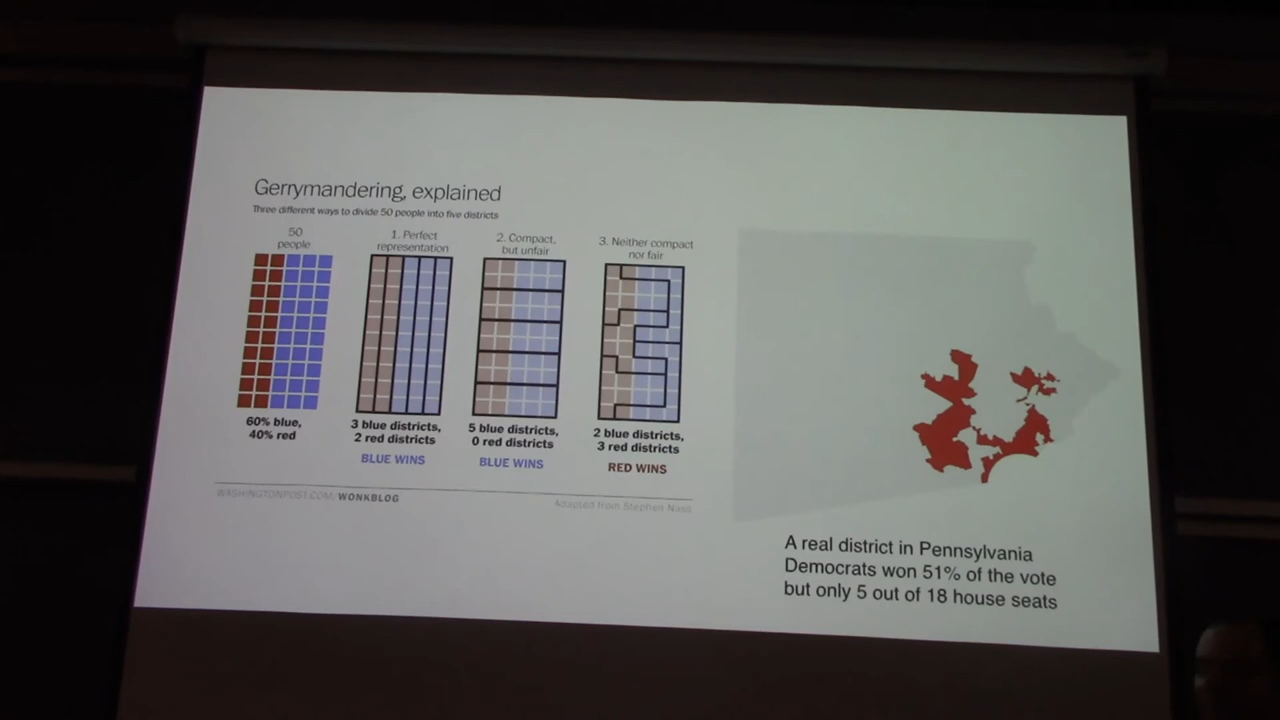 Gerrymandering, explained
Three different ways to divide 50 people into five districts
50
people
1. Perfect
representation
2. Compact,
but unfair
3. Neither compact
nor fair
60% blue,
40% red
3 blue districts,
2 red districts
BLUE WINS
5 blue districts,
0 red districts
BLUE WINS
2 blue districts,
3 red districts
RED WINS
WASHINGTONPOST.COM/WONKBLOG
Adapted from Stephen Nass
A real district in Pennsylvania
Democrats won 51% of the vote
but only 5 out of 18 house seats